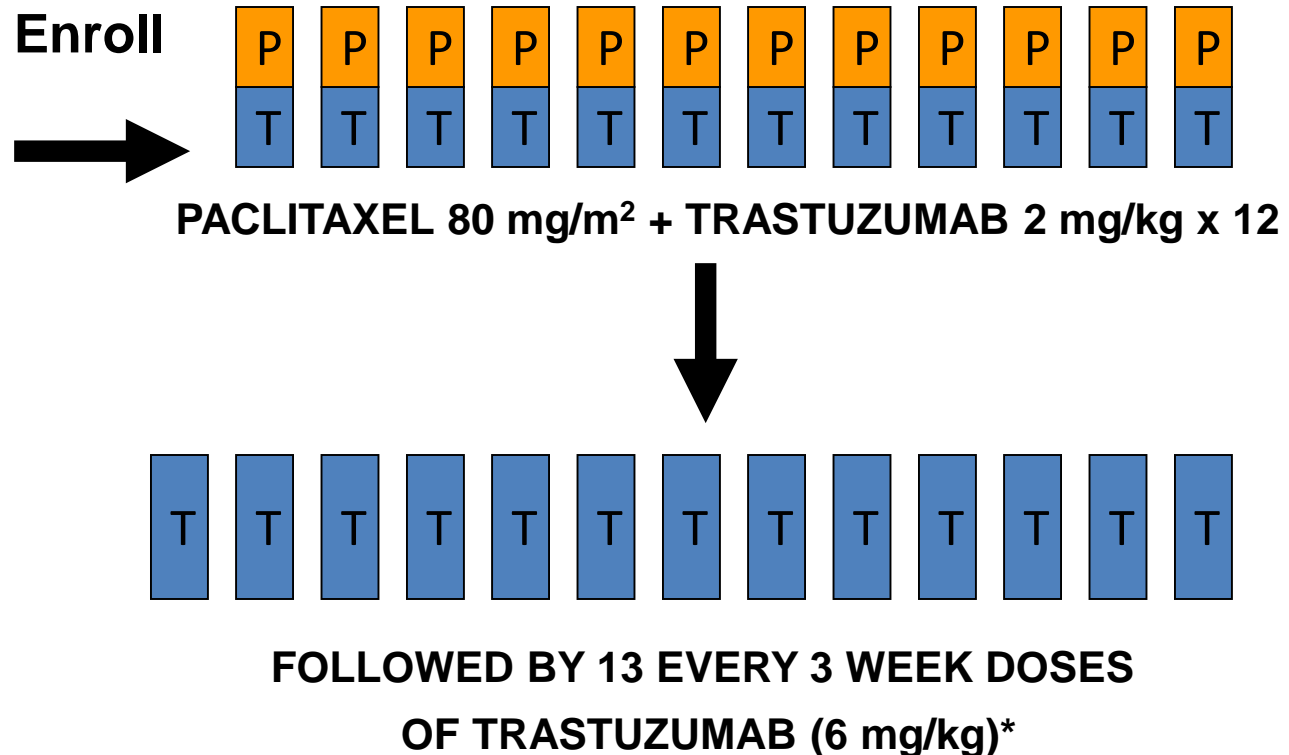 Enroll
P P P P P P P P P P P P
T T T T T T T T T T T T
PACLITAXEL 80 mg/m² + TRASTUZUMAB 2 mg/kg x 12
T T T T T T T T T T T T T
FOLLOWED BY 13 EVERY 3 WEEK DOSES
OF TRASTUZUMAB (6 mg/kg)*